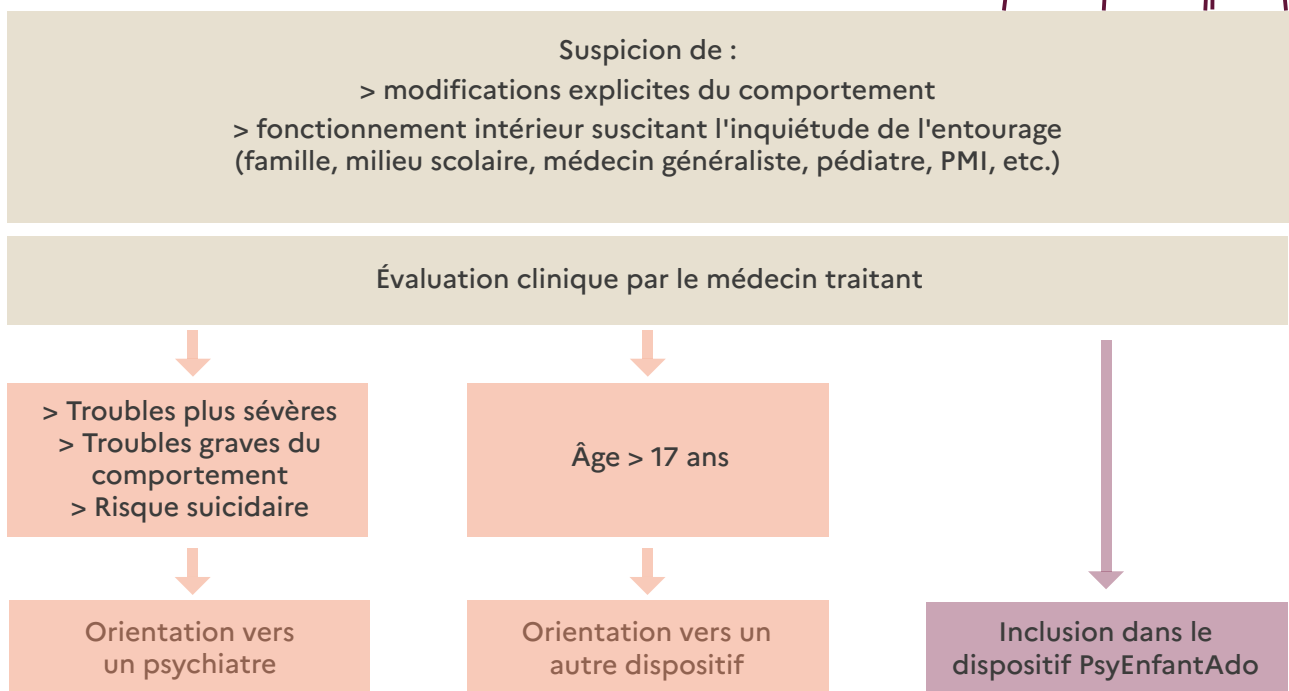 Suspicion de :
> modifications explicites du comportement
> fonctionnement intérieur suscitant l'inquiétude de l'entourage
(famille, milieu scolaire, médecin généraliste, pédiatre, PMI, etc.)
Évaluation clinique par le médecin traitant
> Troubles plus sévères
> Troubles graves du
comportement
> Risque suicidaire
Âge > 17 ans
Orientation vers
un psychiatre
Orientation vers un
autre dispositif
Inclusion dans le
dispositif PsyEnfantAdo